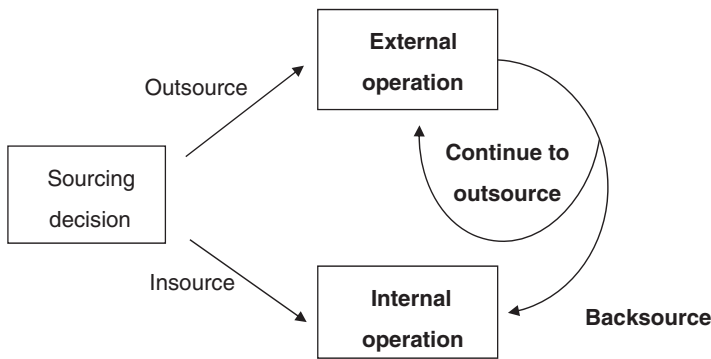 External
operation
Outsource
Continue to
outsource
Sourcing
decision
Insource
Internal
operation
Backsource